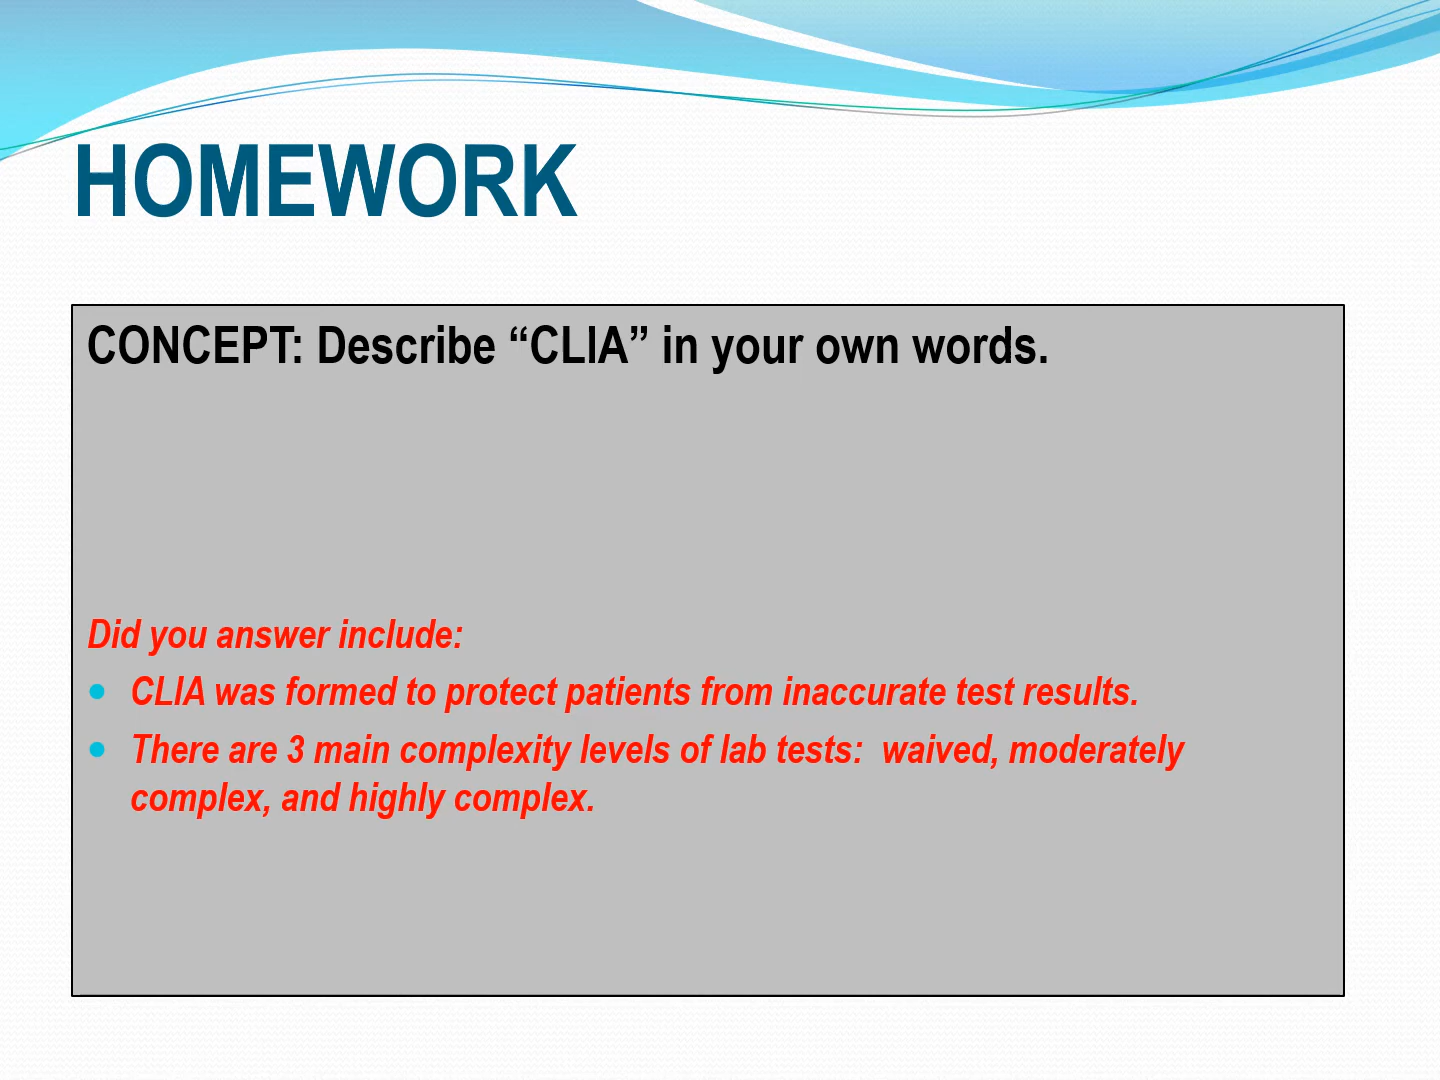 HOMEWORK
CONCEPT: Describe “CLIA” in your own words.
Did you answer include:
• CLIA was formed to protect patients from inaccurate test results.
• There are 3 main complexity levels of lab tests:  waived, moderately
complex, and highly complex.